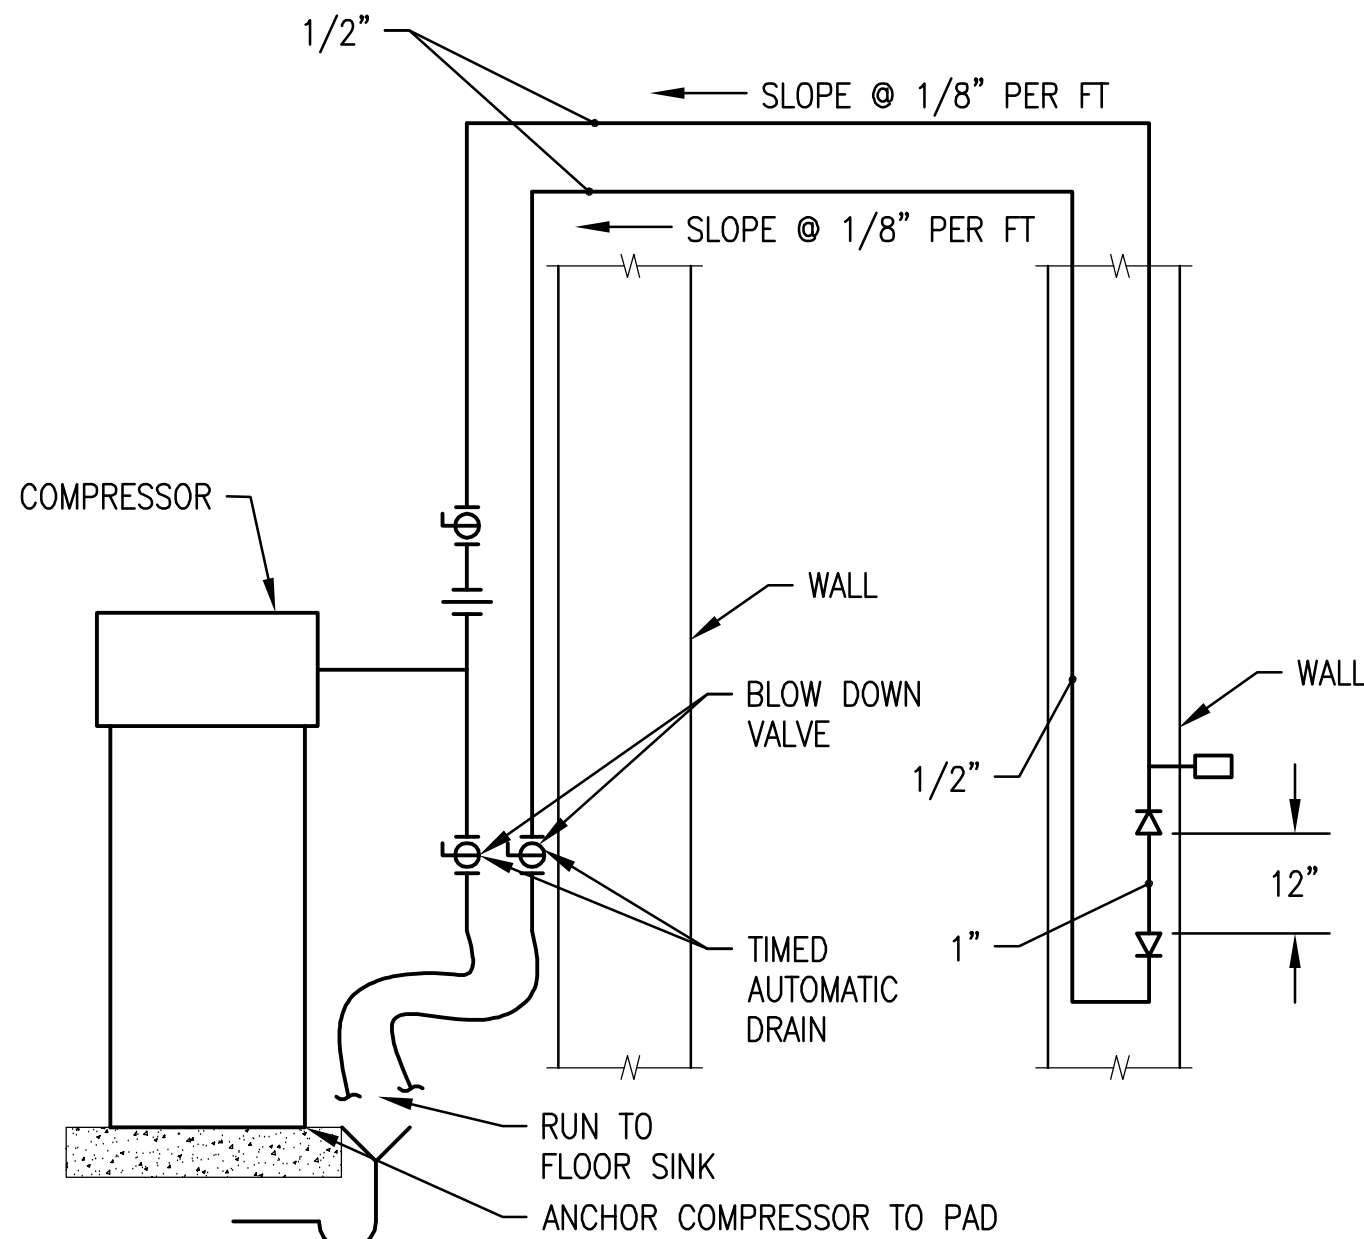 1/2”
SLOPE @ 1/8” PER FT
SLOPE @ 1/8” PER FT
COMPRESSOR
WALL
WALL
BLOW DOWN
VALVE
1/2”
12”
1”
TIMED
AUTOMATIC
DRAIN
RUN TO
FLOOR SINK
ANCHOR COMPRESSOR TO PAD